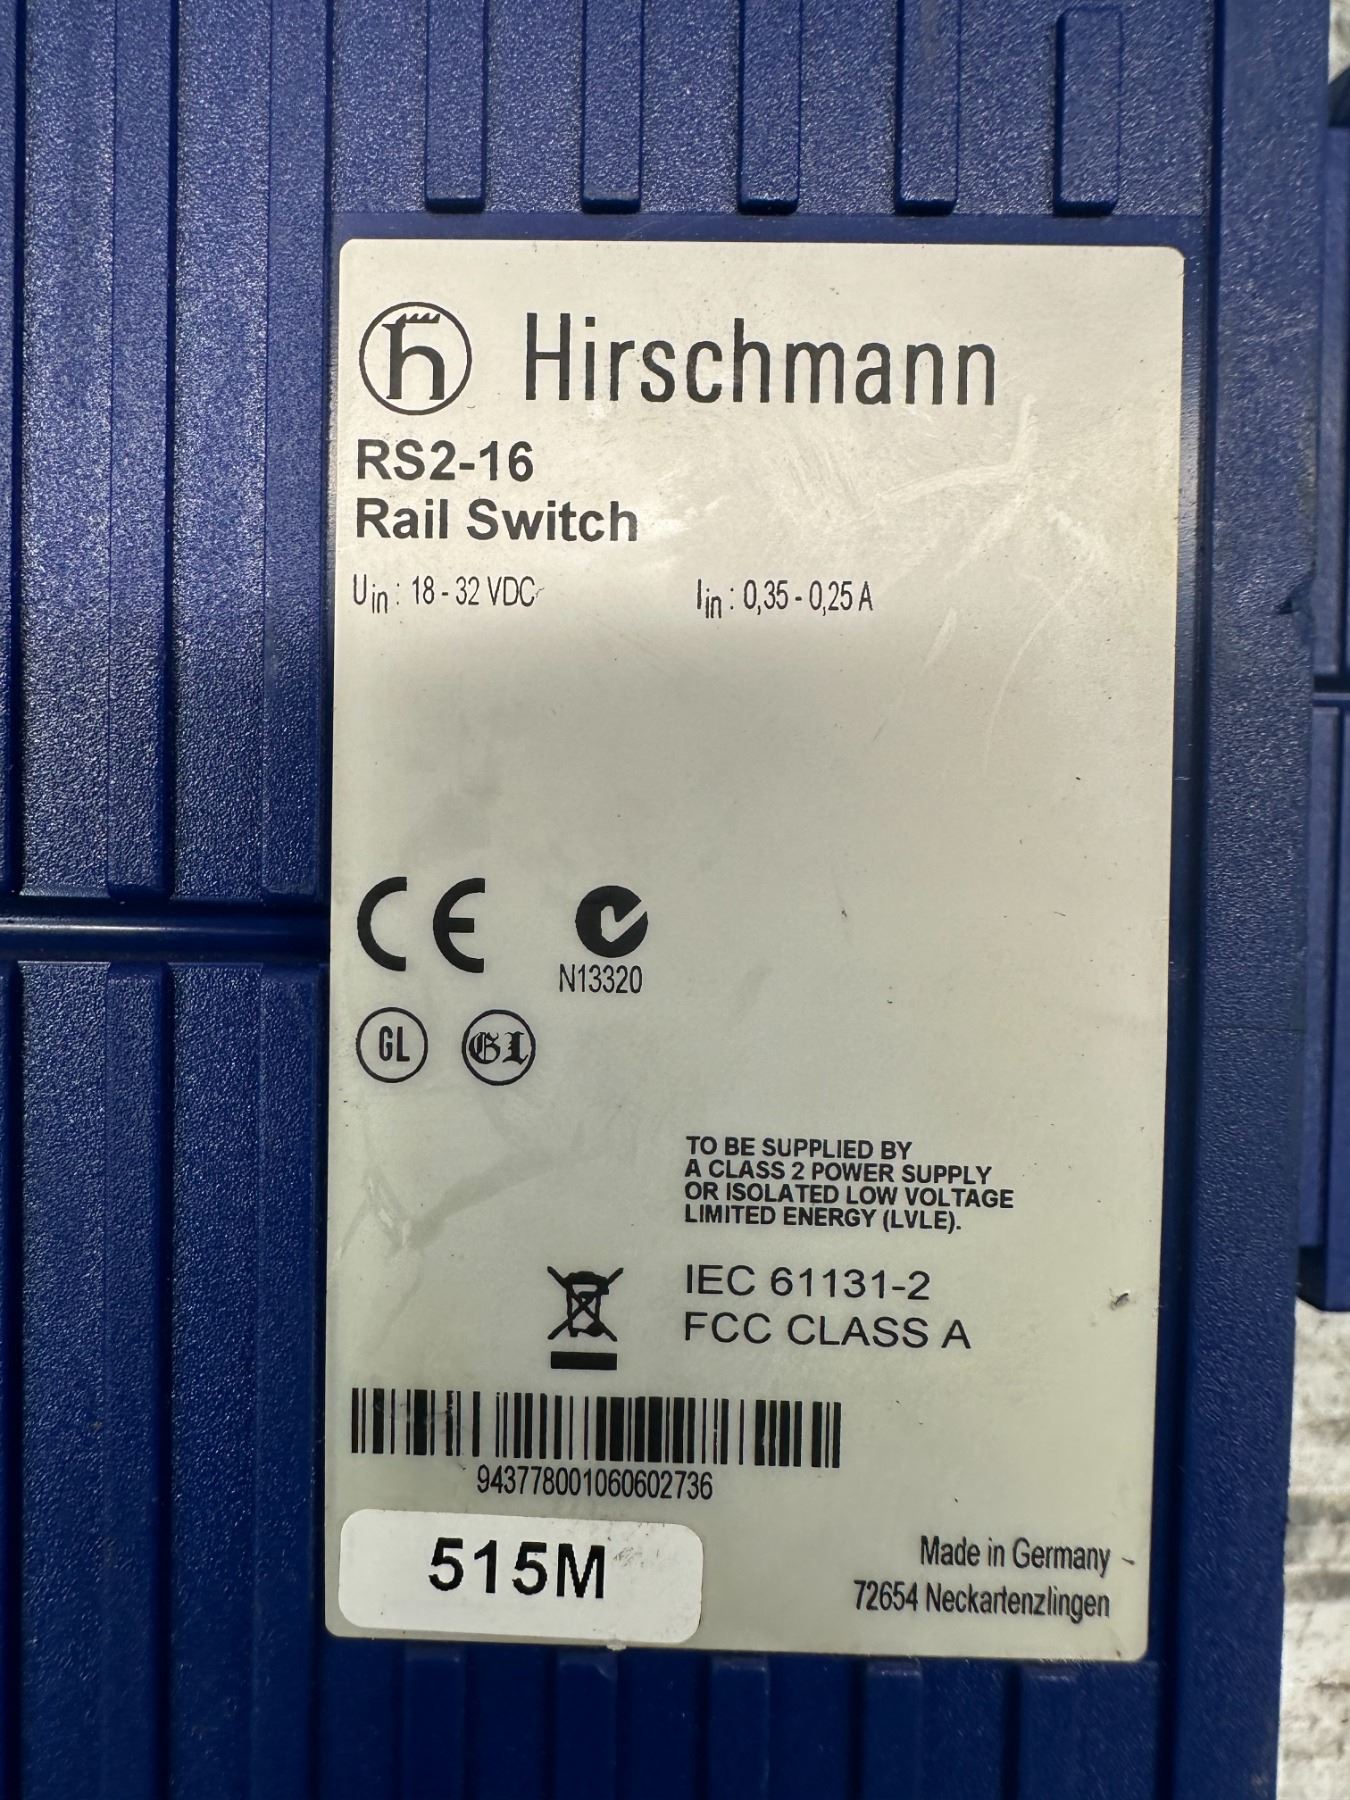 Hirschmann
RS2-16
Rail Switch
Uin : 18 - 32 VDC
Iin : 0,35 - 0,25 A
CE
N13320
GL
GL
TO BE SUPPLIED BY
A CLASS 2 POWER SUPPLY
OR ISOLATED LOW VOLTAGE
LIMITED ENERGY (LVLE).
IEC 61131-2
FCC CLASS A
943778001060602736
515M
Made in Germany
72654 Neckartenzlingen